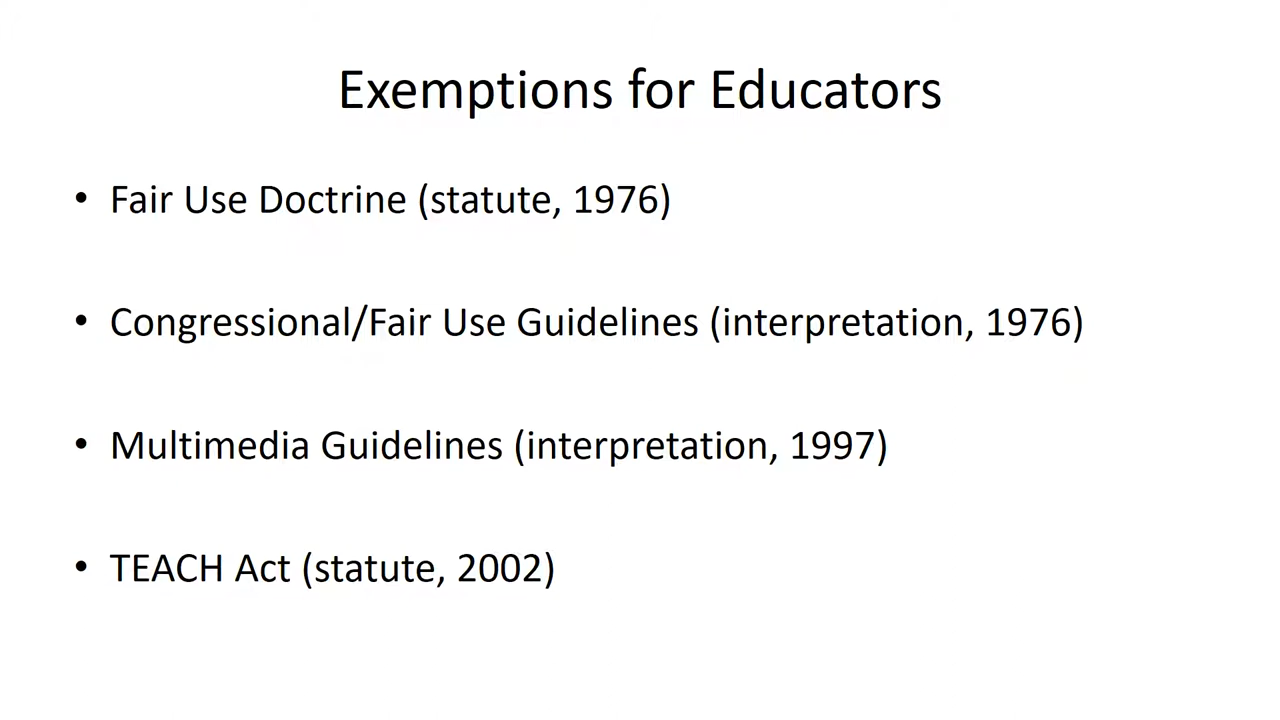 Exemptions for Educators
• Fair Use Doctrine (statute, 1976)
• Congressional/Fair Use Guidelines (interpretation, 1976)
• Multimedia Guidelines (interpretation, 1997)
• TEACH Act (statute, 2002)